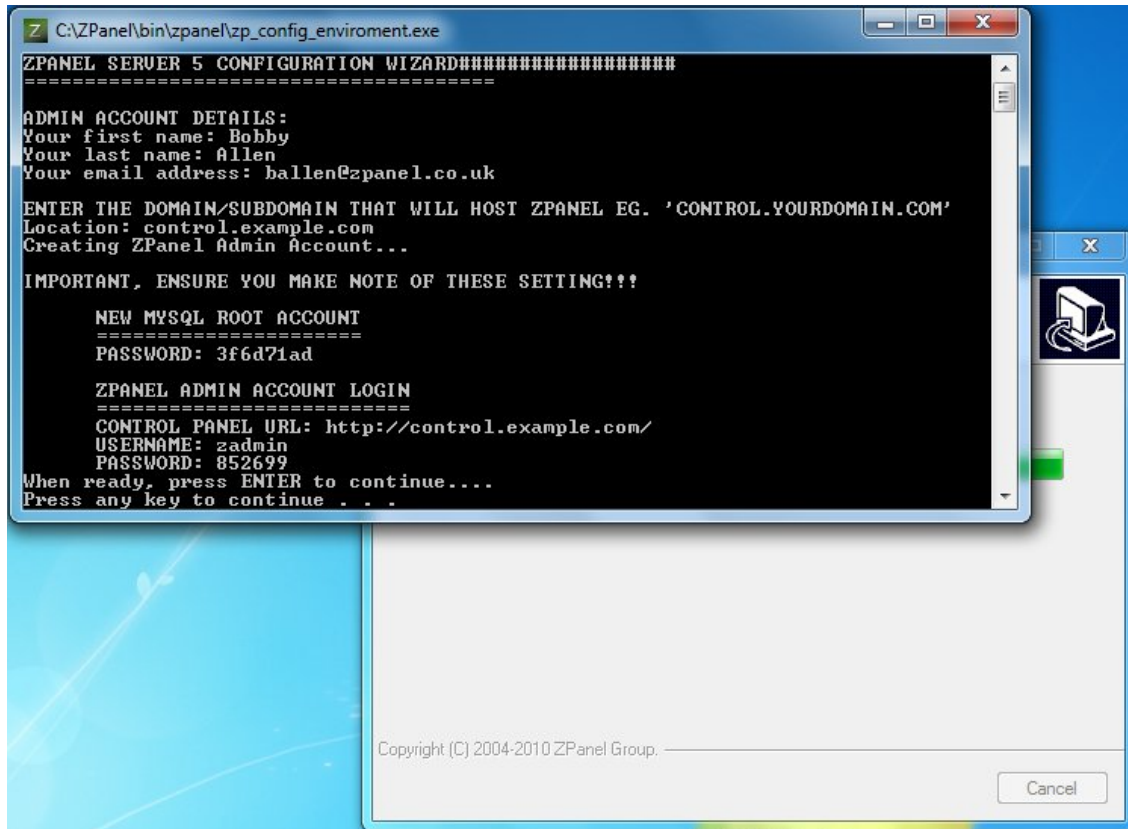 C:\ZPanel\bin\zpanel\zp_config_enviroment.exe
ZPANEL SERVER 5 CONFIGURATION WIZARD##################
=======================================
ADMIN ACCOUNT DETAILS:
Your first name: Bobby
Your last name: Allen
Your email address: ballen@zpanel.co.uk
ENTER THE DOMAIN/SUBDOMAIN THAT WILL HOST ZPANEL EG. 'CONTROL.YOURDOMAIN.COM'
Location: control.example.com
Creating ZPanel Admin Account...
IMPORTANT, ENSURE YOU MAKE NOTE OF THESE SETTING!!!
NEW MYSQL ROOT ACCOUNT
======================
PASSWORD: 3f6d71ad
ZPANEL ADMIN ACCOUNT LOGIN
==========================
CONTROL PANEL URL: http://control.example.com/
USERNAME: zadmin
PASSWORD: 852699
When ready, press ENTER to continue....
Press any key to continue . . .
Copyright (C) 2004-2010 ZPanel Group.
Cancel